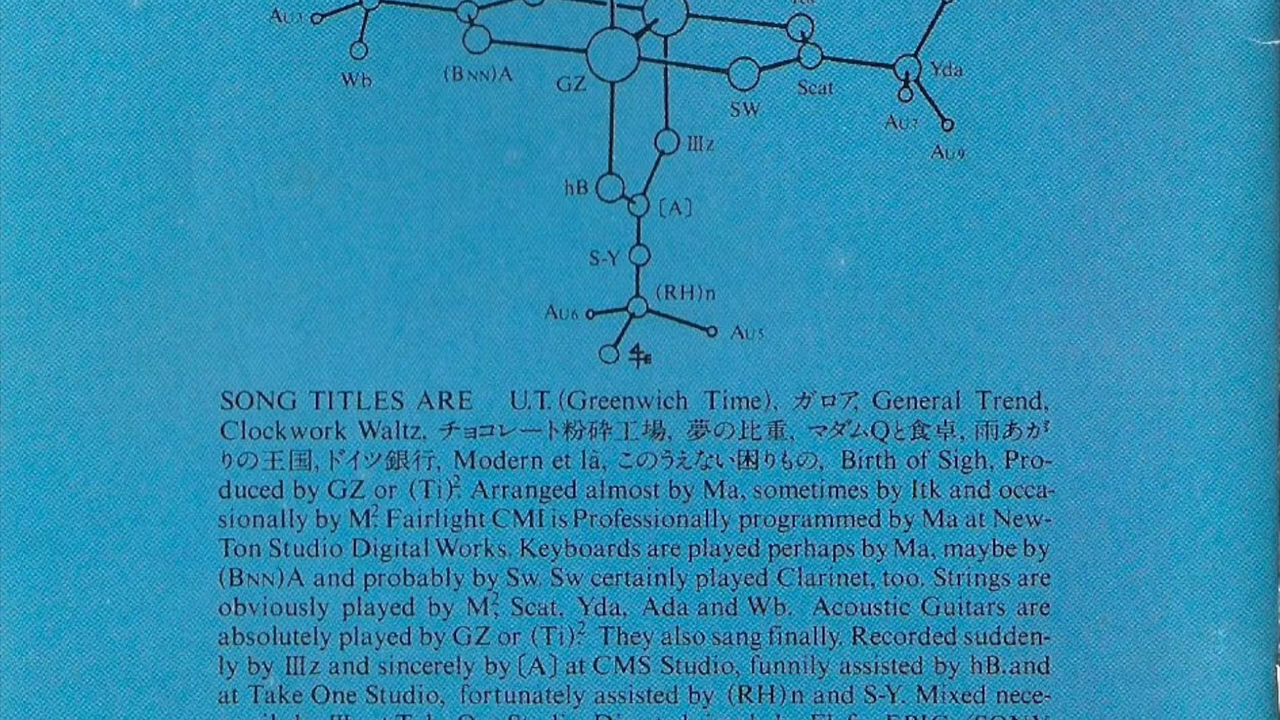 Au3
Wb
(BNN)A
GZ
SW
Scat
Yda
Au7
Au9
IIIz
hB
[A]
S-Y
(RH)n
Au6
Au5
SONG TITLES ARE U.T. (Greenwich Time), ガロア, General Trend,
Clockwork Waltz, チョコレート粉砕工場, 夢の比重, マダムQと食卓, 雨あが
りの王国, ドイツ銀行, Modern et là, このうえない困りもの, Birth of Sigh, Pro-
duced by GZ or (Ti)². Arranged almost by Ma, sometimes by Itk and occa-
sionally by M². Fairlight CMI is Professionally programmed by Ma at New-
Ton Studio Digital Works. Keyboards are played perhaps by Ma, maybe by
(BNN)A and probably by Sw. Sw certainly played Clarinet, too. Strings are
obviously played by M², Scat, Yda, Ada and Wb. Acoustic Guitars are
absolutely played by GZ or (Ti)². They also sang finally. Recorded sudden-
ly by IIIz and sincerely by [A] at CMS Studio, funnily assisted by hB.and
at Take One Studio, fortunately assisted by (RH)n and S-Y. Mixed nece-